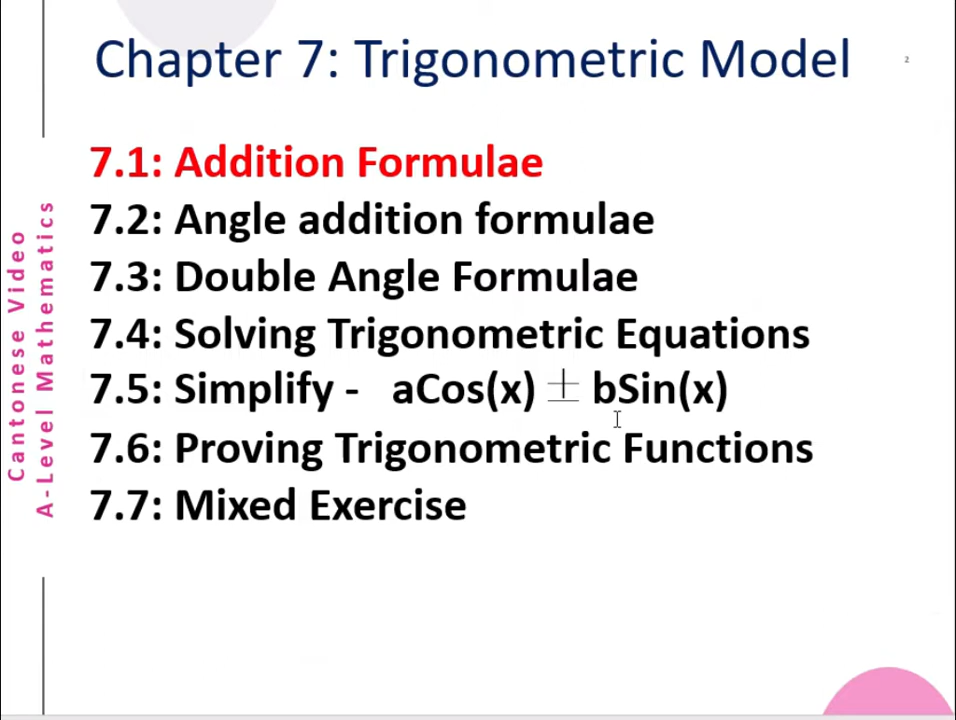 Chapter 7: Trigonometric Model
2
7.1: Addition Formulae
7.2: Angle addition formulae
7.3: Double Angle Formulae
7.4: Solving Trigonometric Equations
7.5: Simplify - aCos(x) ± bSin(x)
7.6: Proving Trigonometric Functions
7.7: Mixed Exercise
Cantonese Video
A-Level Mathematics